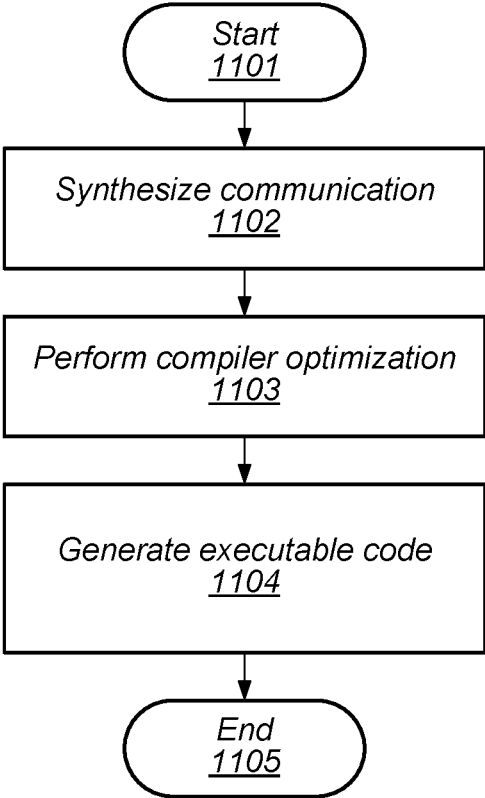 Start
1101
Synthesize communication
1102
Perform compiler optimization
1103
Generate executable code
1104
End
1105